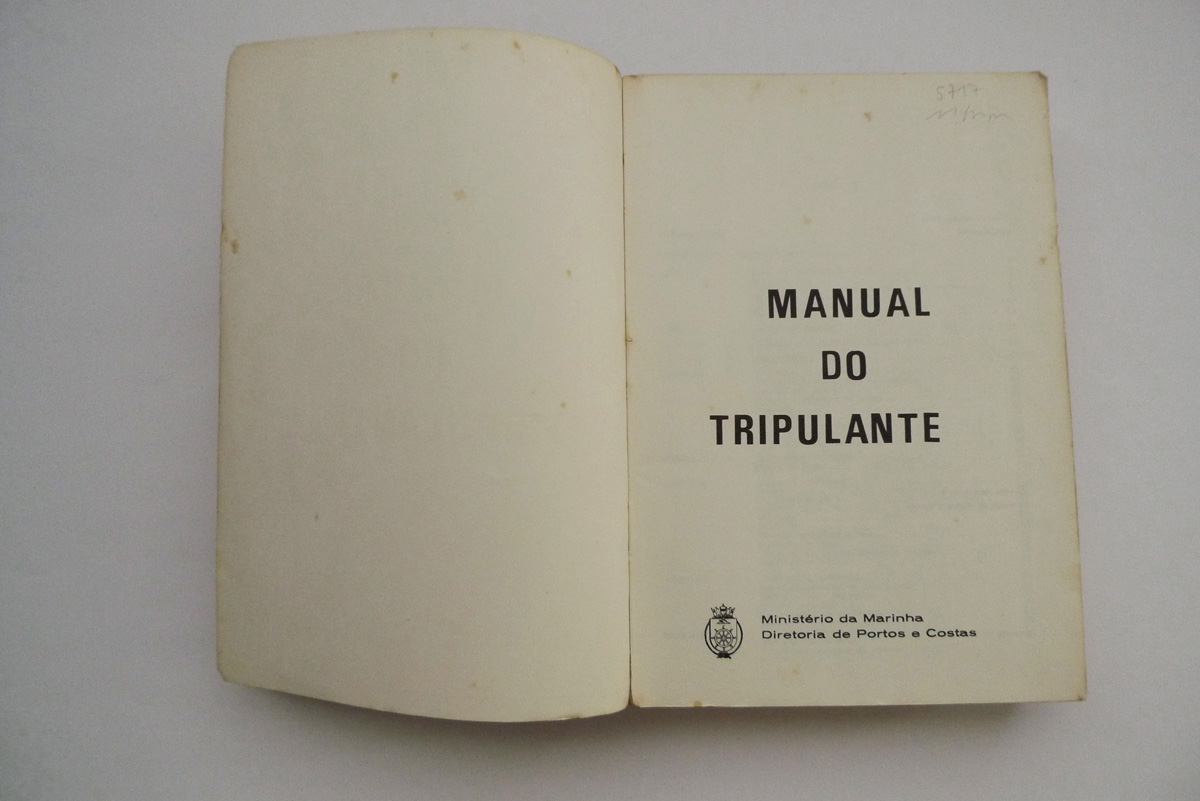 5717
MANUAL
DO
TRIPULANTE
Ministério da Marinha
Diretoria de Portos e Costas